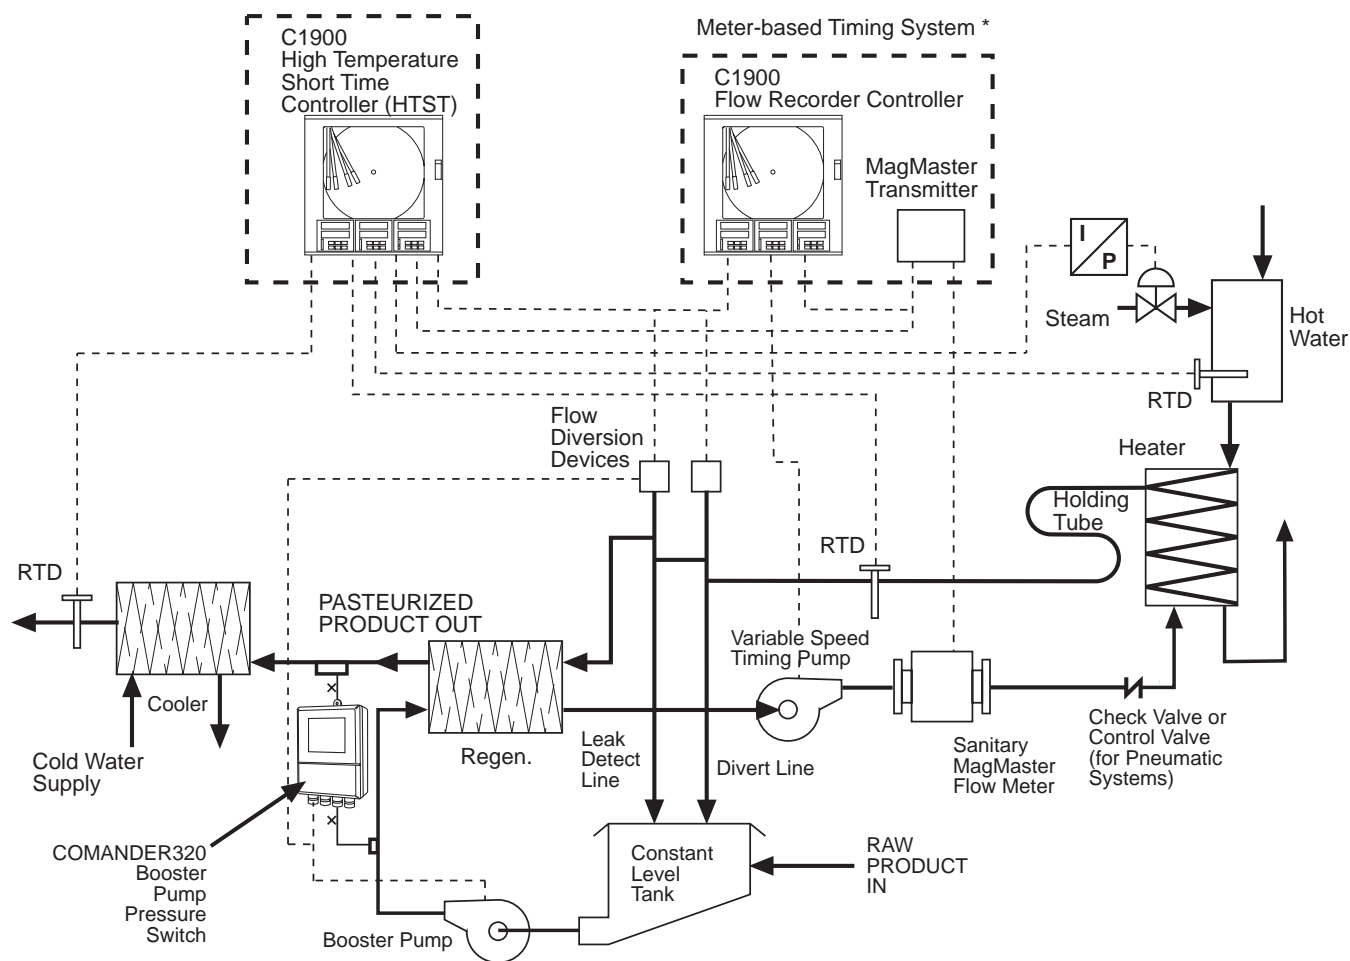 C1900
High Temperature
Short Time
Controller (HTST)
Meter-based Timing System *
C1900
Flow Recorder Controller
MagMaster
Transmitter
I
P
Steam
Hot
Water
RTD
Flow
Diversion
Devices
Heater
Holding
Tube
RTD
RTD
PASTEURIZED
PRODUCT OUT
Variable Speed
Timing Pump
Cooler
Cold Water
Supply
Regen.
Leak
Detect
Line
Divert Line
Sanitary
MagMaster
Flow Meter
Check Valve or
Control Valve
(for Pneumatic
Systems)
COMANDER320
Booster
Pump
Pressure
Switch
Constant
Level
Tank
RAW
PRODUCT
IN
Booster Pump